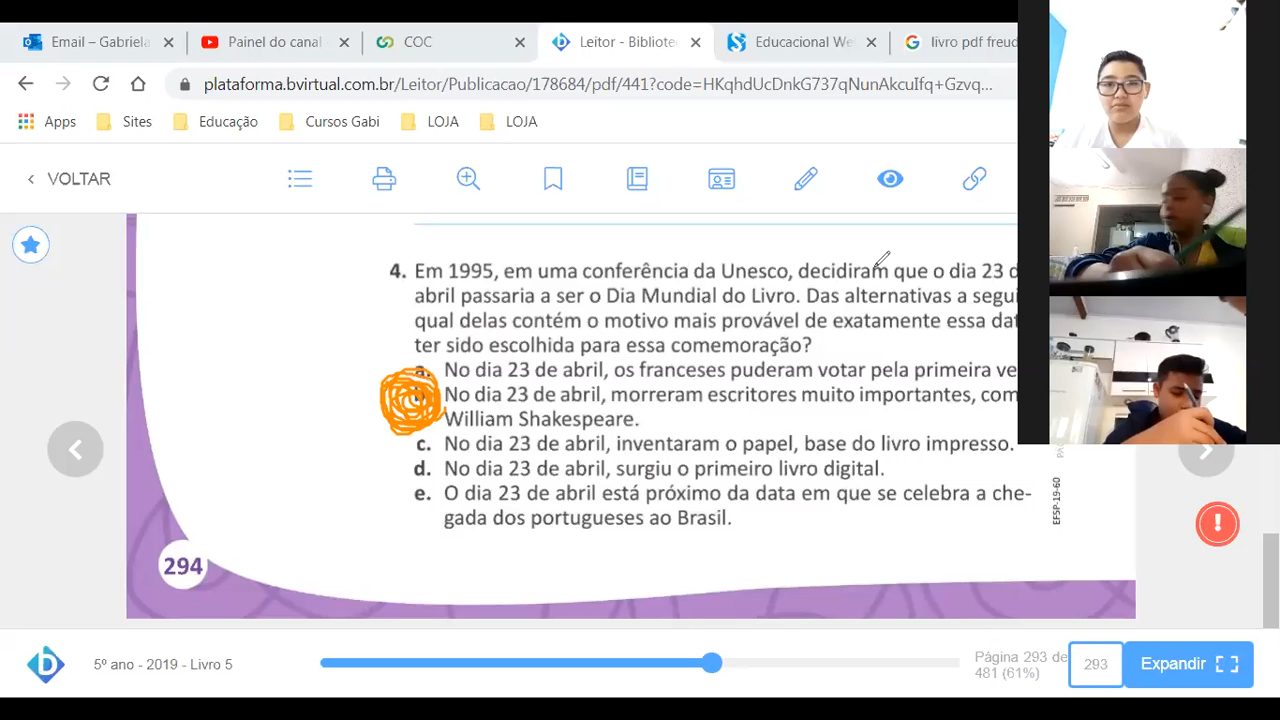 Email – Gabriela
Painel do canal
COC
Leitor - Bibliote
Educacional We
livro pdf freud
plataforma.bvirtual.com.br/Leitor/Publicacao/178684/pdf/441?code=HKqhdUcDnkG737qNunAkcuIfq+Gzvq...
Apps
Sites
Educação
Cursos Gabi
LOJA
LOJA
VOLTAR
4. Em 1995, em uma conferência da Unesco, decidiram que o dia 23 d
abril passaria a ser o Dia Mundial do Livro. Das alternativas a segui
qual delas contém o motivo mais provável de exatamente essa dat
ter sido escolhida para essa comemoração?
a. No dia 23 de abril, os franceses puderam votar pela primeira ve
No dia 23 de abril, morreram escritores muito importantes, com
William Shakespeare.
c. No dia 23 de abril, inventaram o papel, base do livro impresso.
d. No dia 23 de abril, surgiu o primeiro livro digital.
e. O dia 23 de abril está próximo da data em que se celebra a che-
gada dos portugueses ao Brasil.
EF5P-19-60
294
5º ano - 2019 - Livro 5
Página 293 de
481 (61%)
293
Expandir